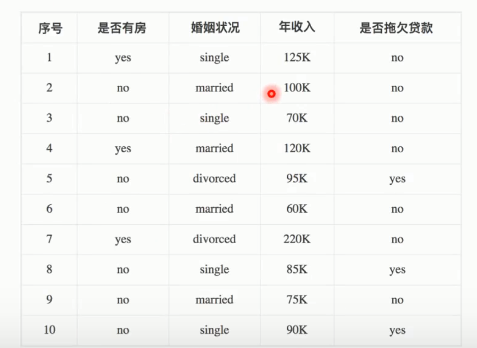 序号 是否有房 婚姻状况 年收入 是否拖欠贷款
1 yes single 125K no
2 no married 100K no
3 no single 70K no
4 yes married 120K no
5 no divorced 95K yes
6 no married 60K no
7 yes divorced 220K no
8 no single 85K yes
9 no married 75K no
10 no single 90K yes